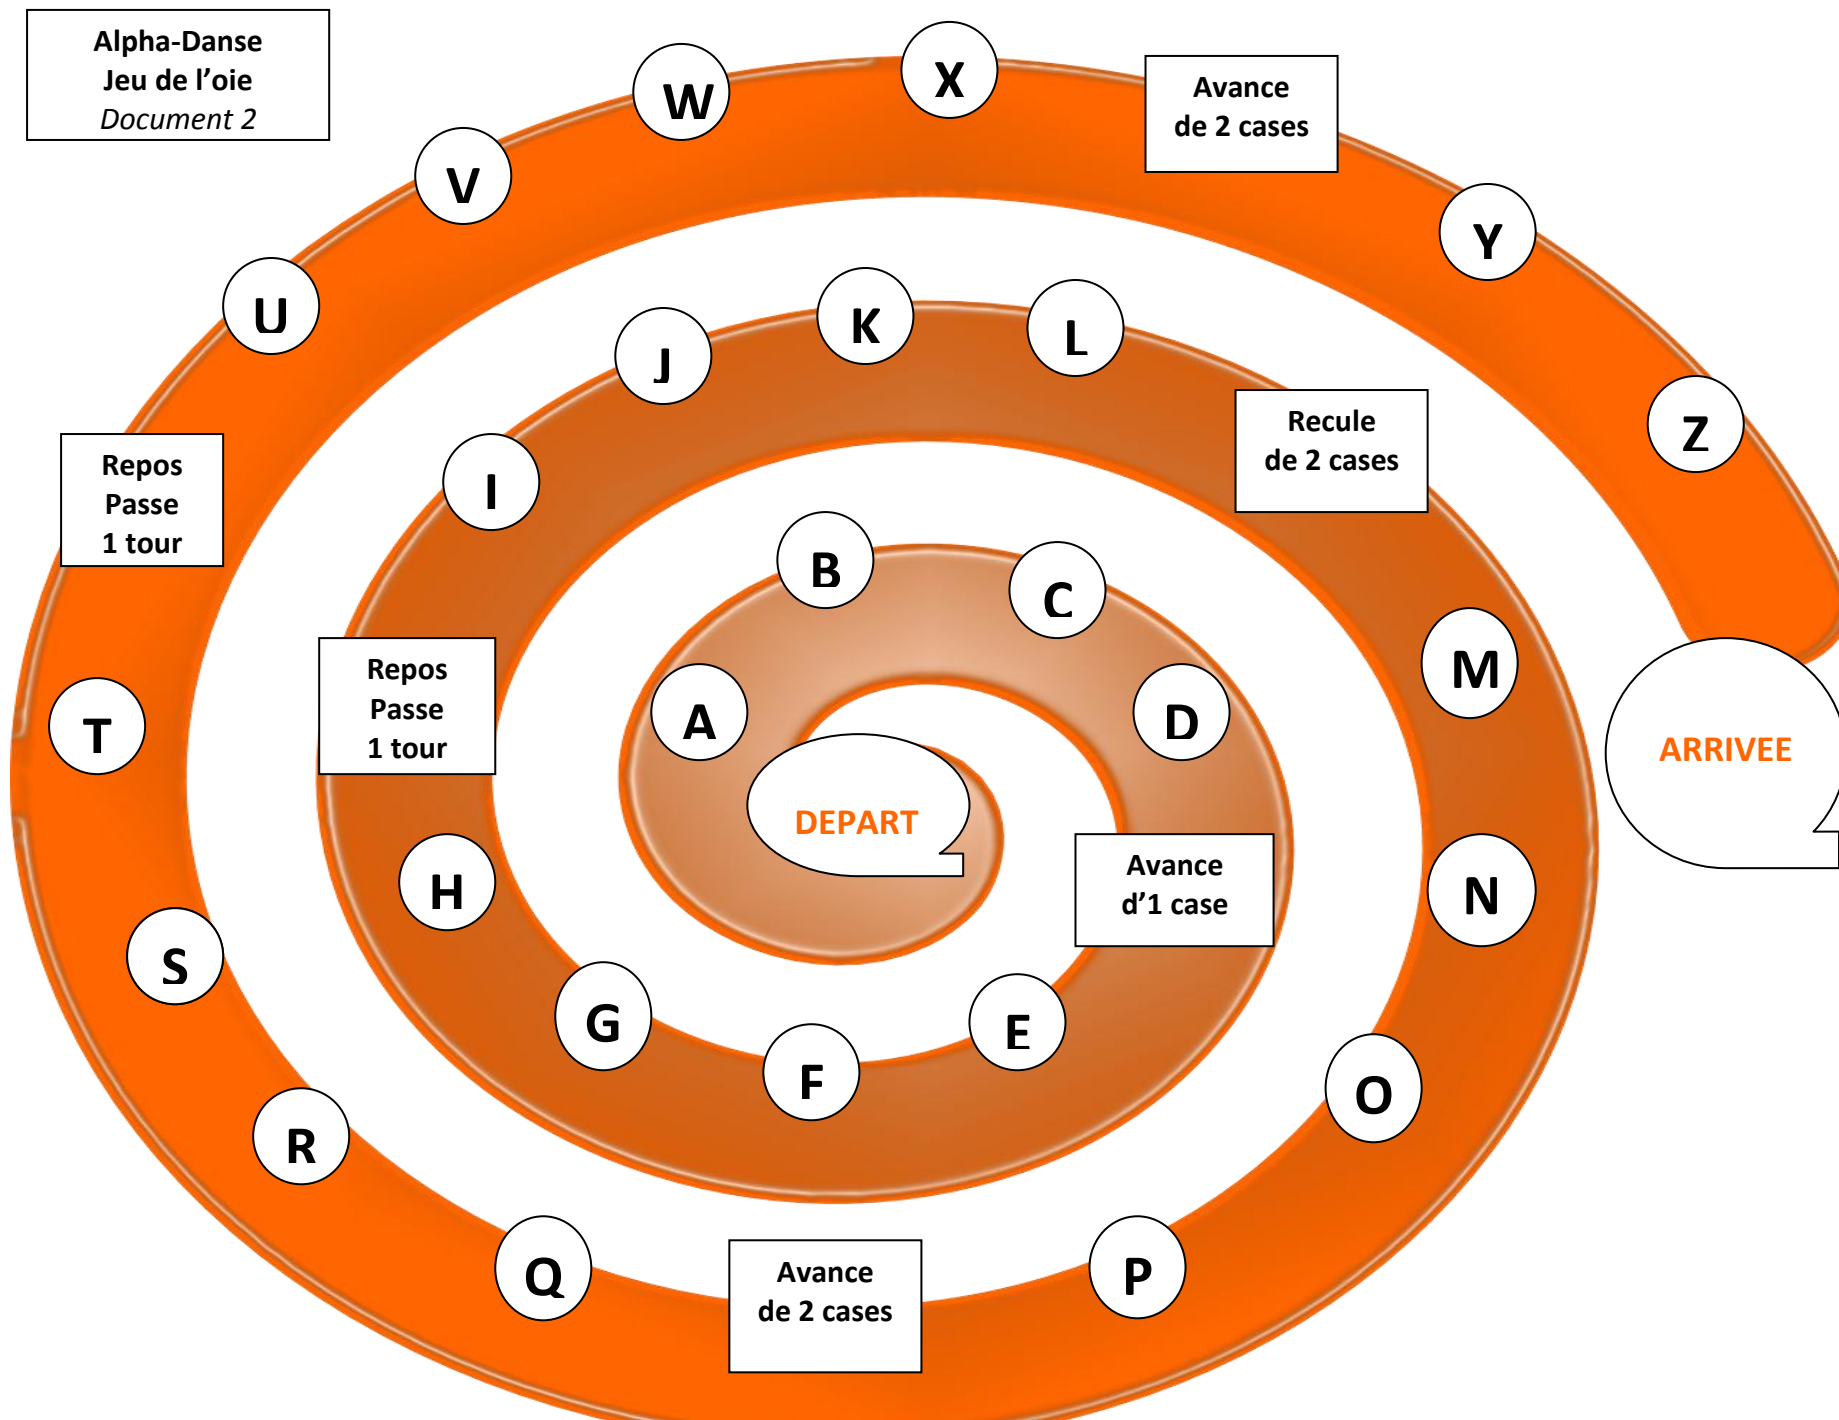 Alpha-Danse
Jeu de l’oie
Document 2
DEPART
A
B
C
D
Avance
d’1 case
E
F
G
H
Repos
Passe
1 tour
I
J
K
L
Recule
de 2 cases
M
N
O
P
Avance
de 2 cases
Q
R
S
T
Repos
Passe
1 tour
U
V
W
X
Avance
de 2 cases
Y
Z
ARRIVEE